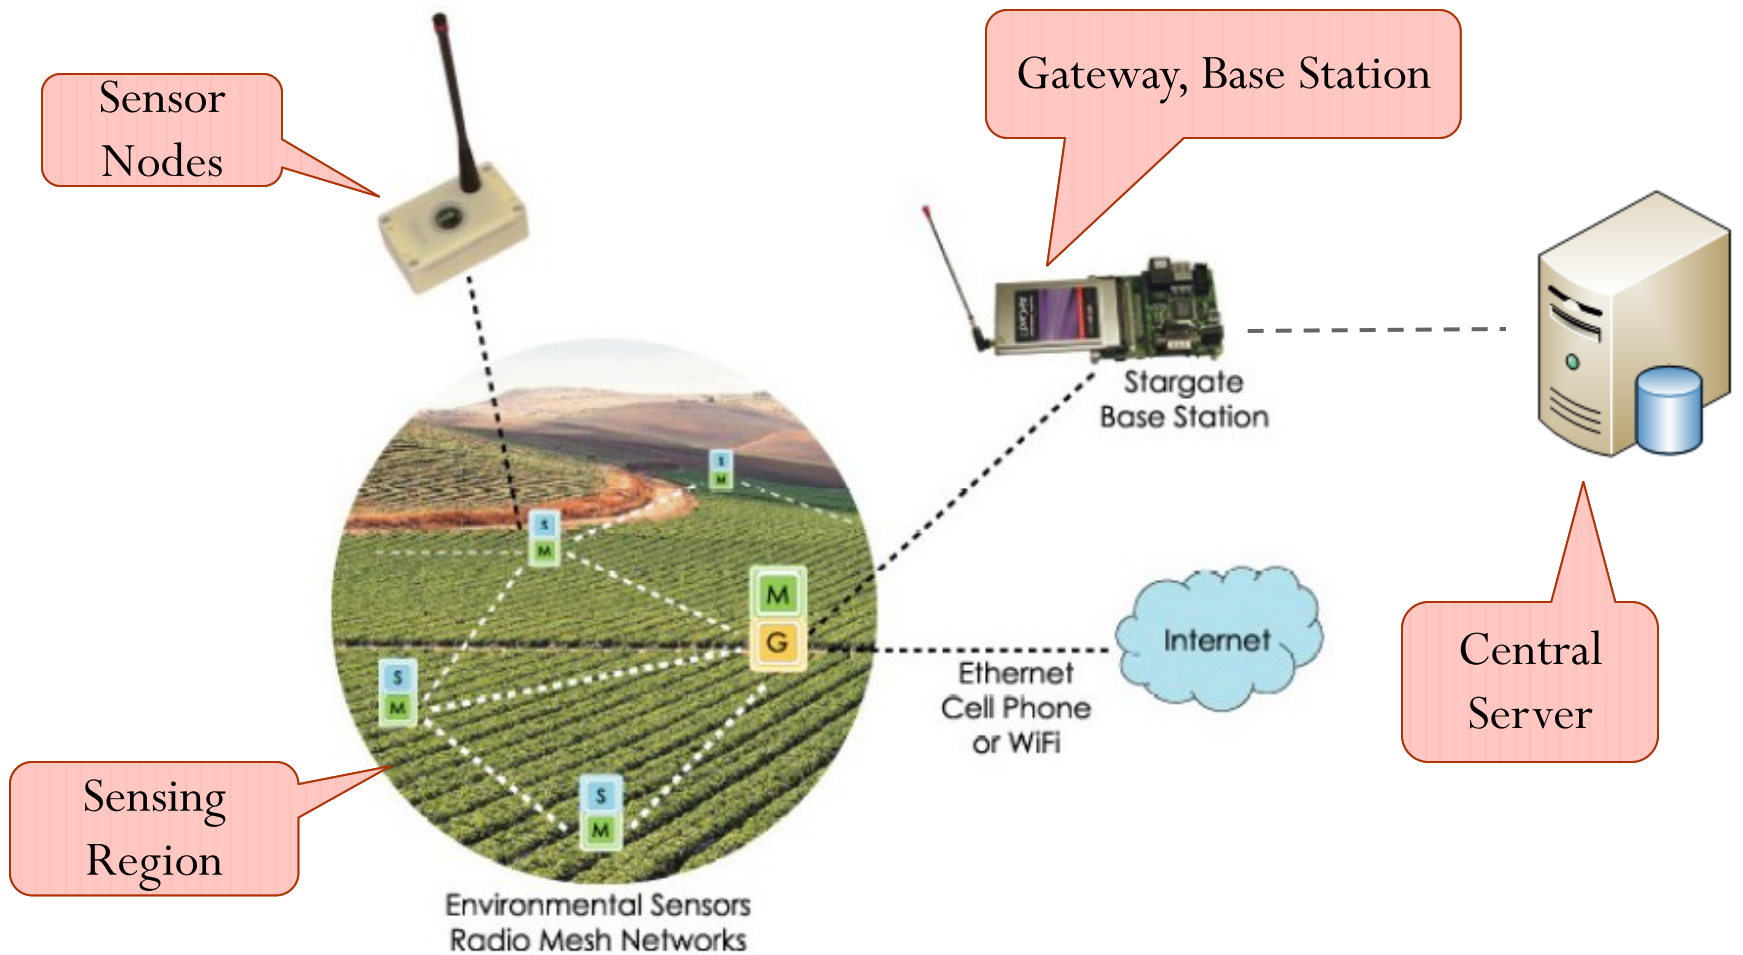 Sensor
Nodes
Gateway, Base Station
AirCard
Stargate
Base Station
S
M
S
M
M
G
S
M
S
M
Ethernet
Cell Phone
or WiFi
Internet
Central
Server
Sensing
Region
Environmental Sensors
Radio Mesh Networks